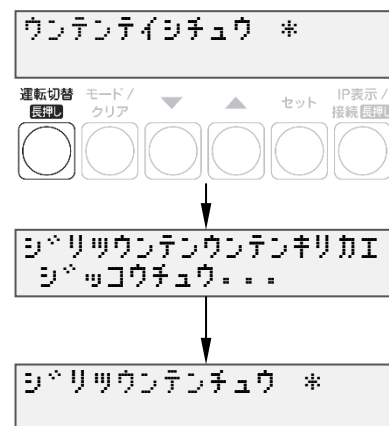 ウンテンテイシチュウ *
運転切替 長押し
モード/クリア
▼
▲
セット
IP表示/接続 長押し
ジリツウンテンウンテンキリカエ
ジッコウチュウ...
ジリツウンテンチュウ *